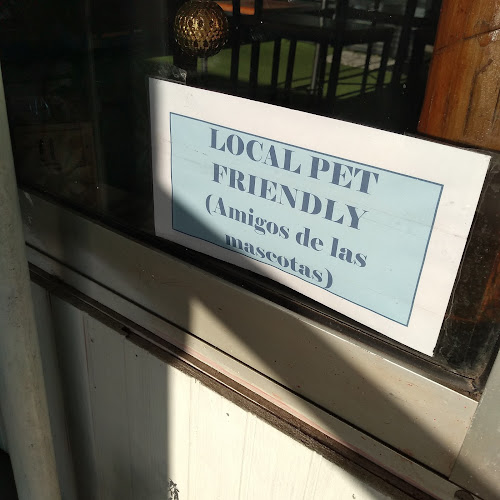 LOCAL PET
FRIENDLY
(Amigos de las
mascotas)